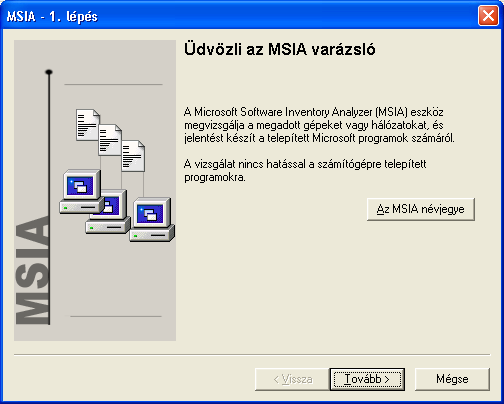 MSIA - 1. lépés
Üdvözli az MSIA varázsló
A Microsoft Software Inventory Analyzer (MSIA) eszköz
megvizsgálja a megadott gépeket vagy hálózatokat, és
jelentést készít a telepített Microsoft programok számáról.
A vizsgálat nincs hatással a számítógépre telepített
programokra.
Az MSIA névjegye
MSIA
< Vissza
Tovább >
Mégse